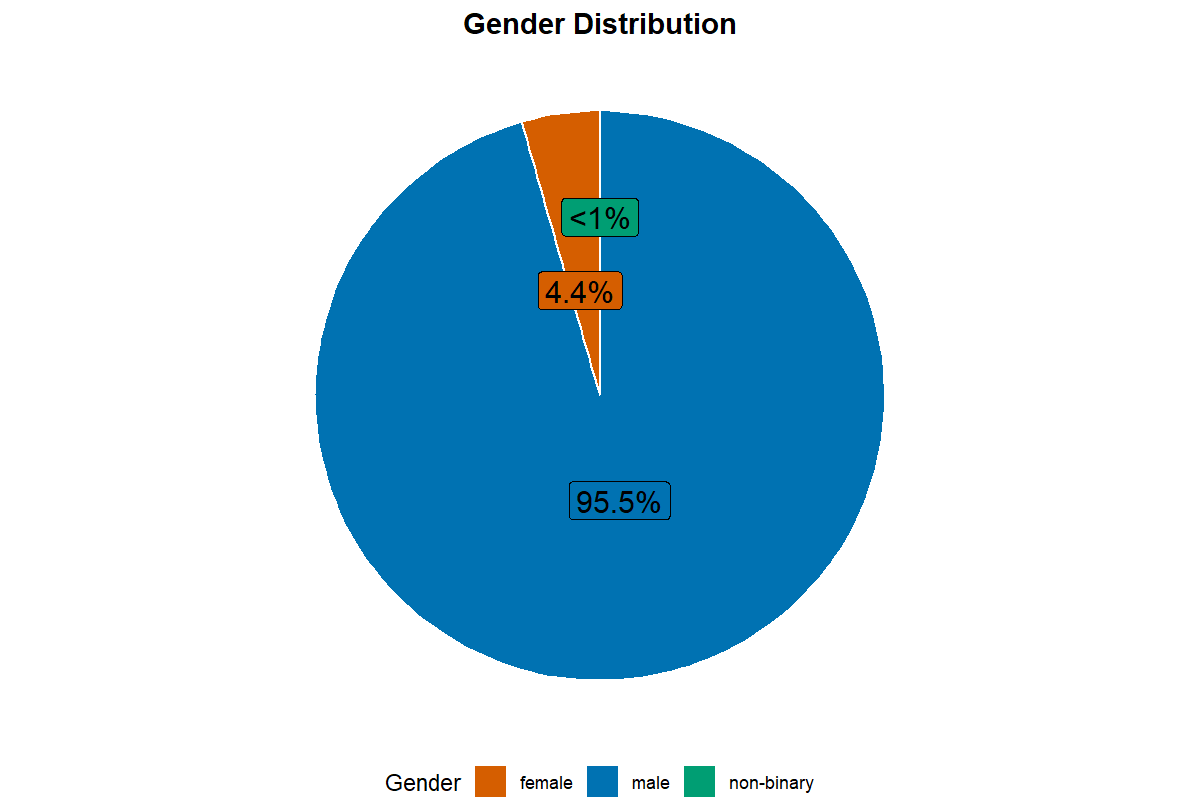 Gender Distribution
<1%
4.4%
95.5%
Gender female male non-binary